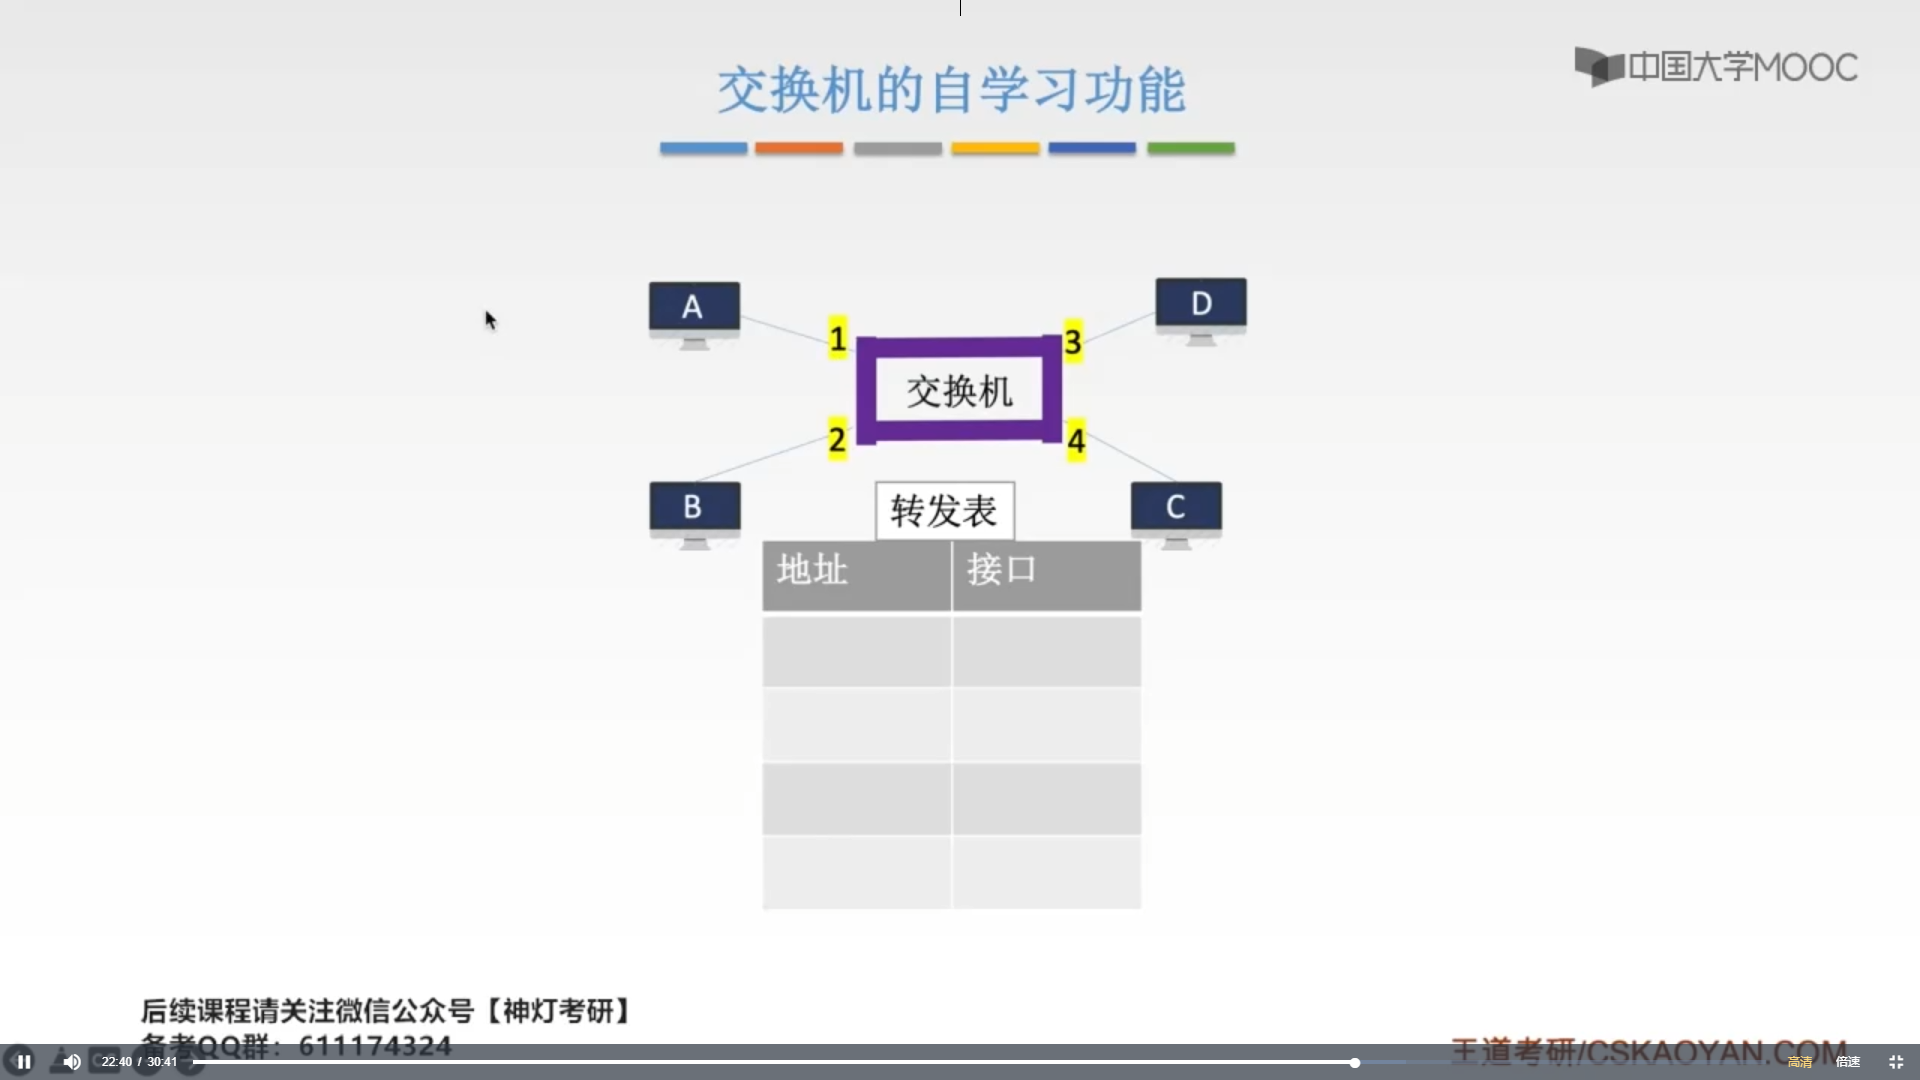 交换机的自学习功能
中国大学MOOC
A
D
1
3
交换机
2
4
B
转发表
C
地址 接口
后续课程请关注微信公众号【神灯考研】
备考QQ群：611174324
王道考研/CSKAOYAN.COM
22:40 / 30:41
高清 倍速